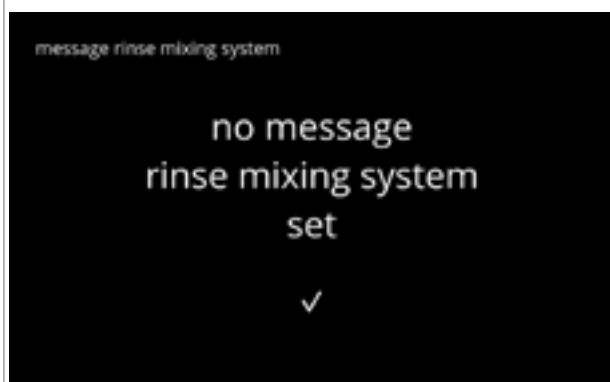 message rinse mixing system
no message
rinse mixing system
set
✓